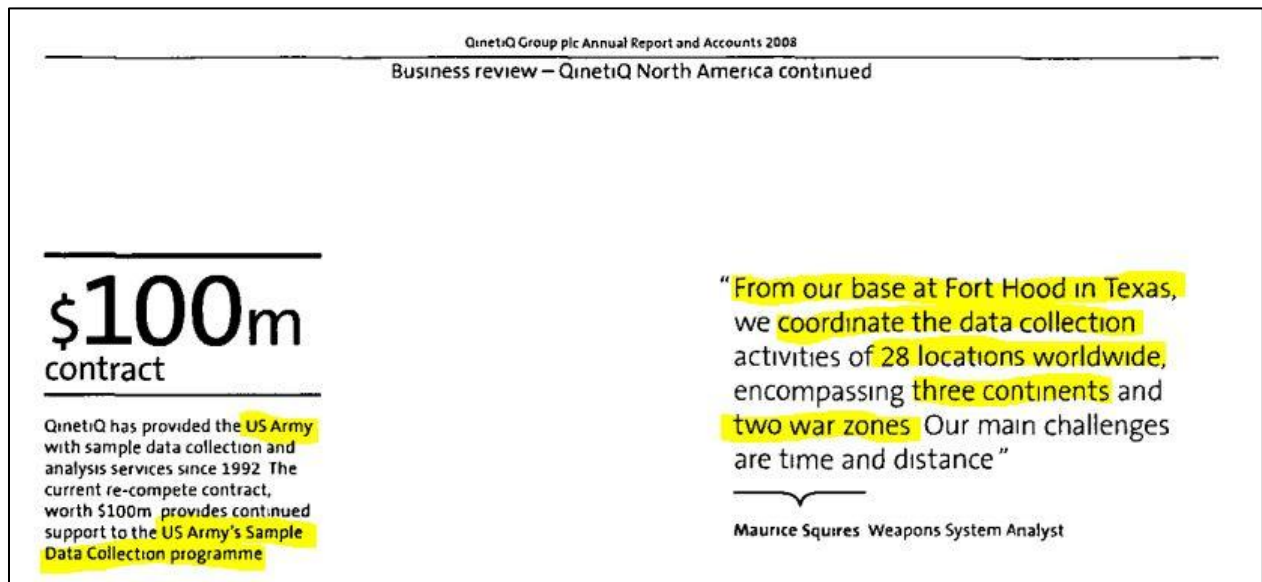 QinetiQ Group plc Annual Report and Accounts 2008
Business review – QinetiQ North America continued
$100m
contract
QinetiQ has provided the US Army
with sample data collection and
analysis services since 1992 The
current re-compete contract,
worth $100m provides continued
support to the US Army's Sample
Data Collection programme
"From our base at Fort Hood in Texas,
we coordinate the data collection
activities of 28 locations worldwide,
encompassing three continents and
two war zones Our main challenges
are time and distance"
Maurice Squires Weapons System Analyst